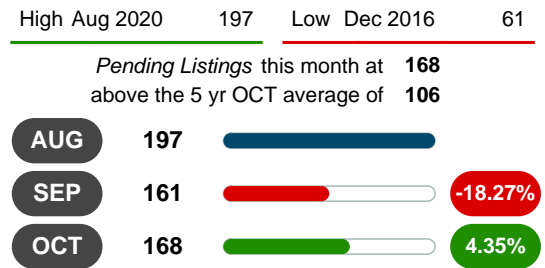 High Aug 2020 197 Low Dec 2016 61
Pending Listings this month at 168
above the 5 yr OCT average of 106
AUG 197
SEP 161 -18.27%
OCT 168 4.35%